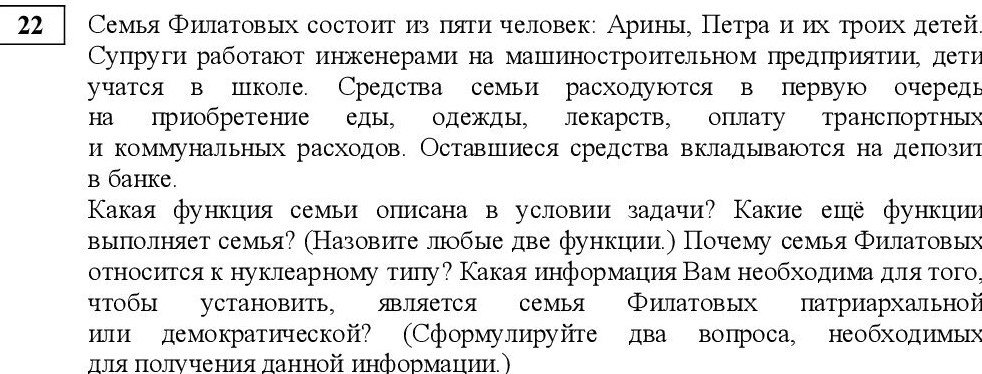 22
Семья Филатовых состоит из пяти человек: Арины, Петра и их троих детей.
Супруги работают инженерами на машиностроительном предприятии, дети
учатся в школе. Средства семьи расходуются в первую очередь
на приобретение еды, одежды, лекарств, оплату транспортных
и коммунальных расходов. Оставшиеся средства вкладываются на депозит
в банке.
Какая функция семьи описана в условии задачи? Какие ещё функции
выполняет семья? (Назовите любые две функции.) Почему семья Филатовых
относится к нуклеарному типу? Какая информация Вам необходима для того,
чтобы установить, является семья Филатовых патриархальной
или демократической? (Сформулируйте два вопроса, необходимых
для получения данной информации.)